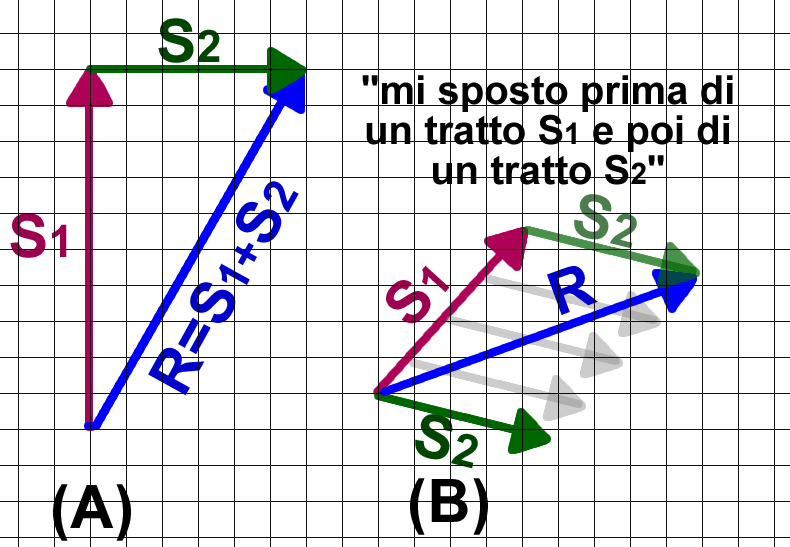 S2
S1
R=S1+S2
(A)
"mi sposto prima di
un tratto S1 e poi di
un tratto S2"
S2
S1
R
S2
(B)